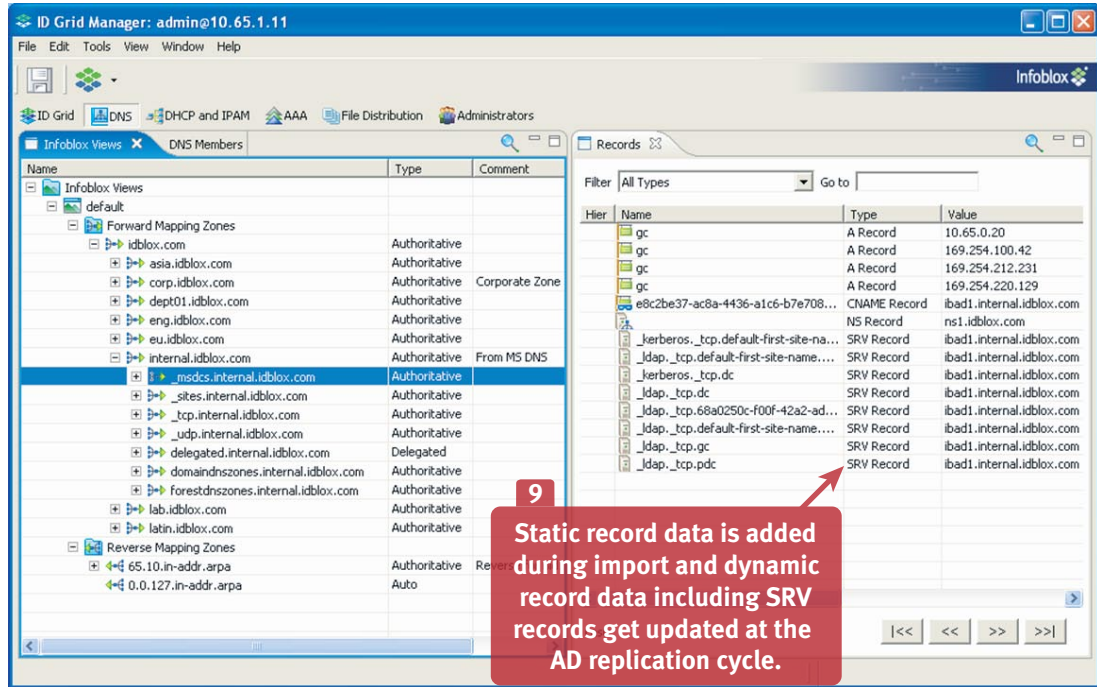 ID Grid Manager: admin@10.65.1.11
File Edit Tools View Window Help
Infoblox
ID Grid DNS DHCP and IPAM AAA File Distribution Administrators
Infoblox Views DNS Members
Name Type Comment
Infoblox Views
default
Forward Mapping Zones
idblox.com Authoritative
asia.idblox.com Authoritative
corp.idblox.com Authoritative Corporate Zone
dept01.idblox.com Authoritative
eng.idblox.com Authoritative
eu.idblox.com Authoritative
internal.idblox.com Authoritative From MS DNS
_msdcs.internal.idblox.com Authoritative
_sites.internal.idblox.com Authoritative
_tcp.internal.idblox.com Authoritative
_udp.internal.idblox.com Authoritative
delegated.internal.idblox.com Delegated
domaindnszones.internal.idblox.com Authoritative
forestdnszones.internal.idblox.com Authoritative
lab.idblox.com Authoritative
latin.idblox.com Authoritative
Reverse Mapping Zones
65.10.in-addr.arpa Authoritative
0.0.127.in-addr.arpa Auto
Records
Filter All Types Go to
Hier Name Type Value
gc A Record 10.65.0.20
gc A Record 169.254.100.42
gc A Record 169.254.212.231
gc A Record 169.254.220.129
e8c2be37-ac8a-4436-a1c6-b7e708... CNAME Record ibad1.internal.idblox.com
NS Record ns1.idblox.com
_kerberos._tcp.default-first-site-na... SRV Record ibad1.internal.idblox.com
_ldap._tcp.default-first-site-name.... SRV Record ibad1.internal.idblox.com
_kerberos._tcp.dc SRV Record ibad1.internal.idblox.com
_ldap._tcp.dc SRV Record ibad1.internal.idblox.com
_ldap._tcp.68a0250c-f00f-42a2-ad... SRV Record ibad1.internal.idblox.com
_ldap._tcp.default-first-site-name.... SRV Record ibad1.internal.idblox.com
_ldap._tcp.gc SRV Record ibad1.internal.idblox.com
_ldap._tcp.pdc SRV Record ibad1.internal.idblox.com
|<< << >> >>|
9
Static record data is added
during import and dynamic
record data including SRV
records get updated at the
AD replication cycle.